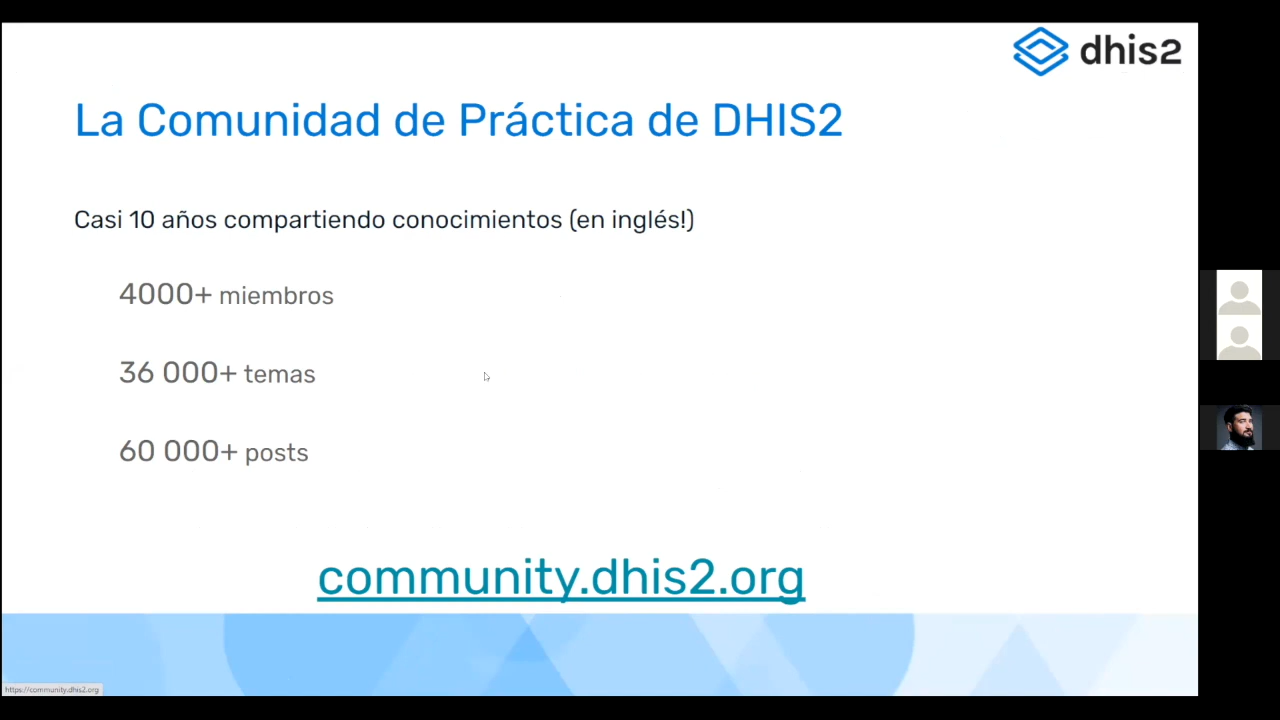 dhis2
La Comunidad de Práctica de DHIS2
Casi 10 años compartiendo conocimientos (en inglés!)
4000+ miembros
36 000+ temas
60 000+ posts
community.dhis2.org
https://community.dhis2.org